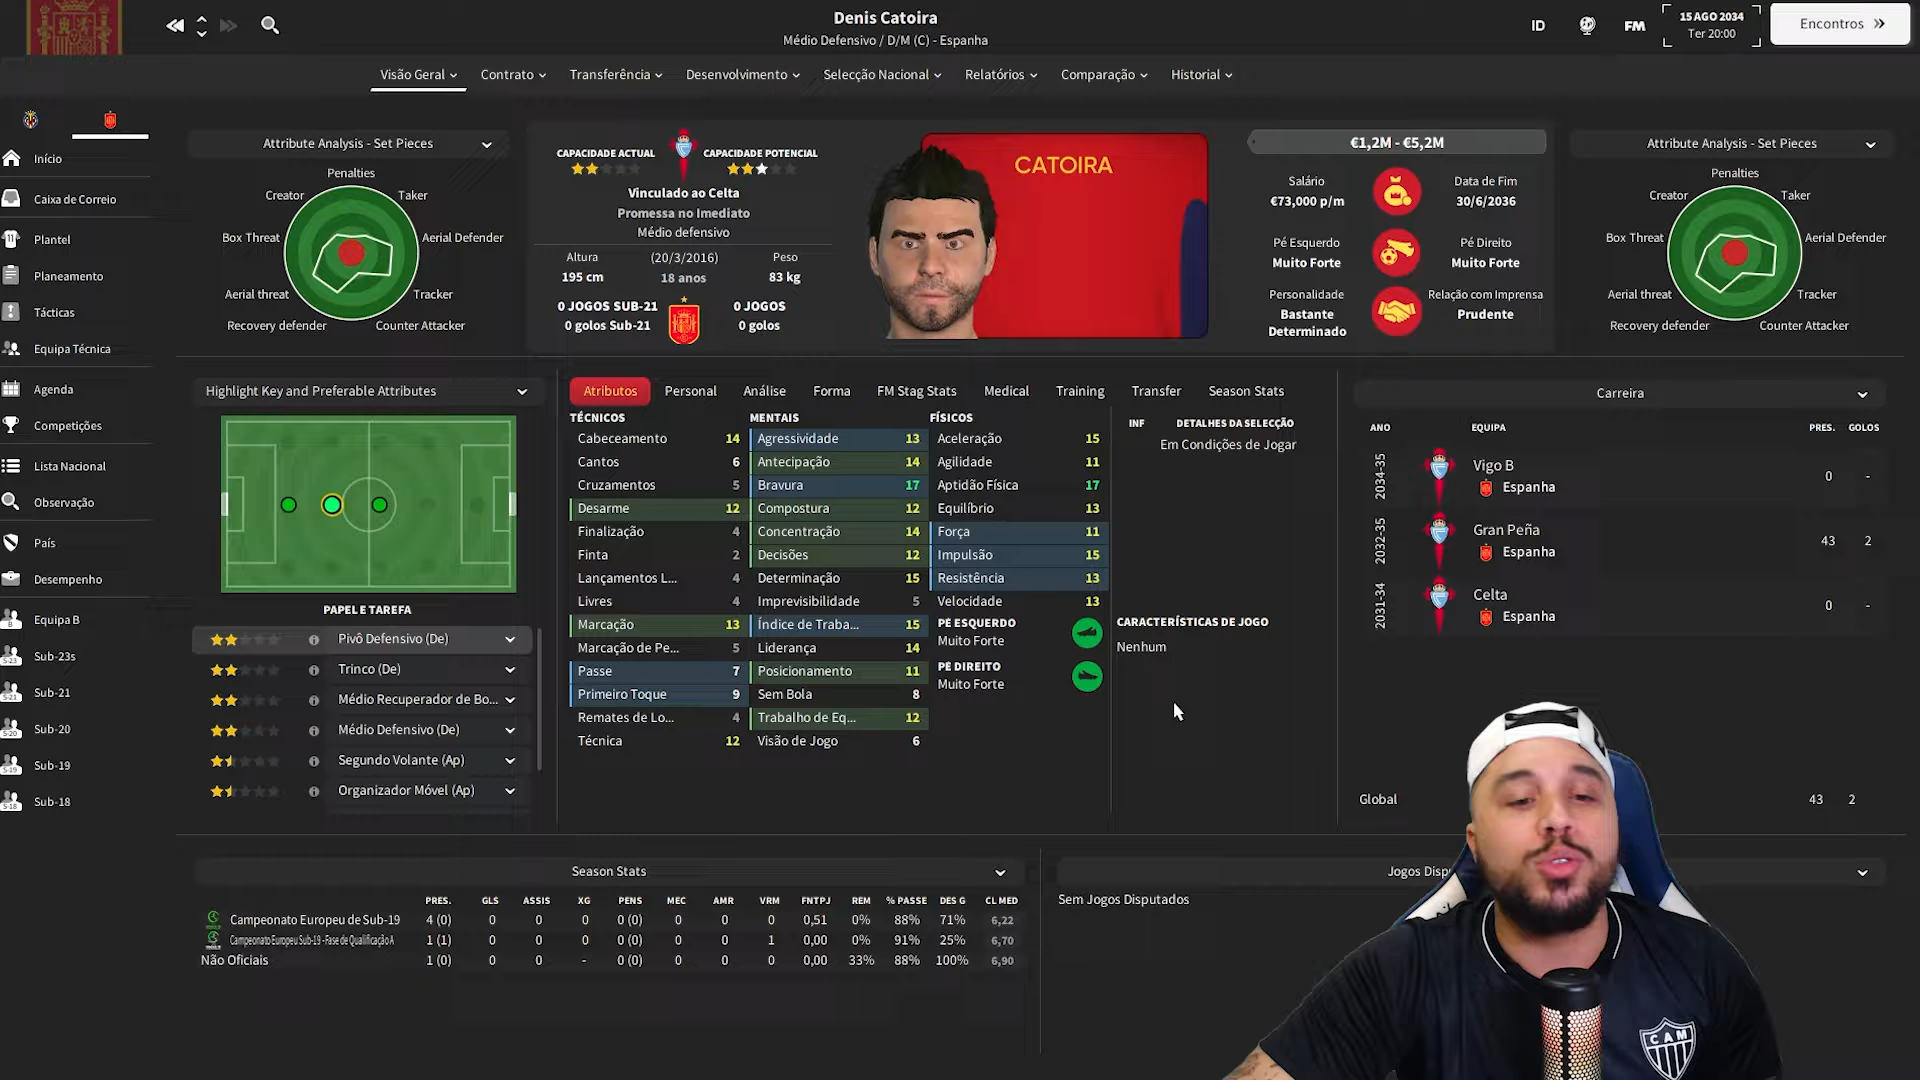 Denis Catoira
Médio Defensivo / D/M (C) - Espanha
ID
FM
15 AGO 2034
Ter 20:00
Encontros
Visão Geral
Contrato
Transferência
Desenvolvimento
Selecção Nacional
Relatórios
Comparação
Historial
Início
Caixa de Correio
Plantel
Planeamento
Tácticas
Equipa Técnica
Agenda
Competições
Lista Nacional
Observação
País
Desempenho
Equipa B
Sub-23s
Sub-21
Sub-20
Sub-19
Sub-18
Attribute Analysis - Set Pieces
Penalties
Creator
Taker
Box Threat
Aerial Defender
Aerial threat
Tracker
Recovery defender
Counter Attacker
CAPACIDADE ACTUAL
CAPACIDADE POTENCIAL
Vinculado ao Celta
Promessa no Imediato
Médio defensivo
Altura
(20/3/2016)
Peso
195 cm
18 anos
83 kg
0 JOGOS SUB-21
0 golos Sub-21
0 JOGOS
0 golos
CATOIRA
€1,2M - €5,2M
Salário
€73,000 p/m
Data de Fim
30/6/2036
Pé Esquerdo
Muito Forte
Pé Direito
Muito Forte
Personalidade
Bastante
Determinado
Relação com Imprensa
Prudente
Attribute Analysis - Set Pieces
Penalties
Creator
Taker
Box Threat
Aerial Defender
Aerial threat
Tracker
Recovery defender
Counter Attacker
Highlight Key and Preferable Attributes
PAPEL E TAREFA
Pivô Defensivo (De)
Trinco (De)
Médio Recuperador de Bo...
Médio Defensivo (De)
Segundo Volante (Ap)
Organizador Móvel (Ap)
Atributos
Personal
Análise
Forma
FM Stag Stats
Medical
Training
Transfer
Season Stats
TÉCNICOS
Cabeceamento 14
Cantos 6
Cruzamentos 5
Desarme 12
Finalização 4
Finta 2
Lançamentos L... 4
Livres 4
Marcação 13
Marcação de Pe... 5
Passe 7
Primeiro Toque 9
Remates de Lo... 4
Técnica 12
MENTAIS
Agressividade 13
Antecipação 14
Bravura 17
Compostura 12
Concentração 14
Decisões 12
Determinação 15
Imprevisibilidade 5
Índice de Traba... 15
Liderança 14
Posicionamento 11
Sem Bola 8
Trabalho de Eq... 12
Visão de Jogo 6
FÍSICOS
Aceleração 15
Agilidade 11
Aptidão Física 17
Equilíbrio 13
Força 11
Impulsão 15
Resistência 13
Velocidade 13
PÉ ESQUERDO
Muito Forte
PÉ DIREITO
Muito Forte
INF
DETALHES DA SELECÇÃO
Em Condições de Jogar
CARACTERÍSTICAS DE JOGO
Nenhum
Carreira
ANO EQUIPA PRES. GOLOS
2034-35 Vigo B 0 -
Espanha
2032-35 Gran Peña 43 2
Espanha
2031-34 Celta 0 -
Espanha
Global 43 2
Season Stats
PRES. GLS ASSIS XG PENS MEC AMR VRM FNTPJ REM % PASSE DES G CL MED
Campeonato Europeu de Sub-19 4 (0) 0 0 0 0 (0) 0 0 0 0,51 0% 88% 71% 6,22
Campeonato Europeu Sub-19 - Fase de Qualificação A 1 (1) 0 0 0 0 (0) 0 0 1 0,00 0% 91% 25% 6,70
Não Oficiais 1 (0) 0 0 - 0 (0) 0 0 0 0,00 33% 88% 100% 6,90
Jogos Disp
Sem Jogos Disputados
CAM